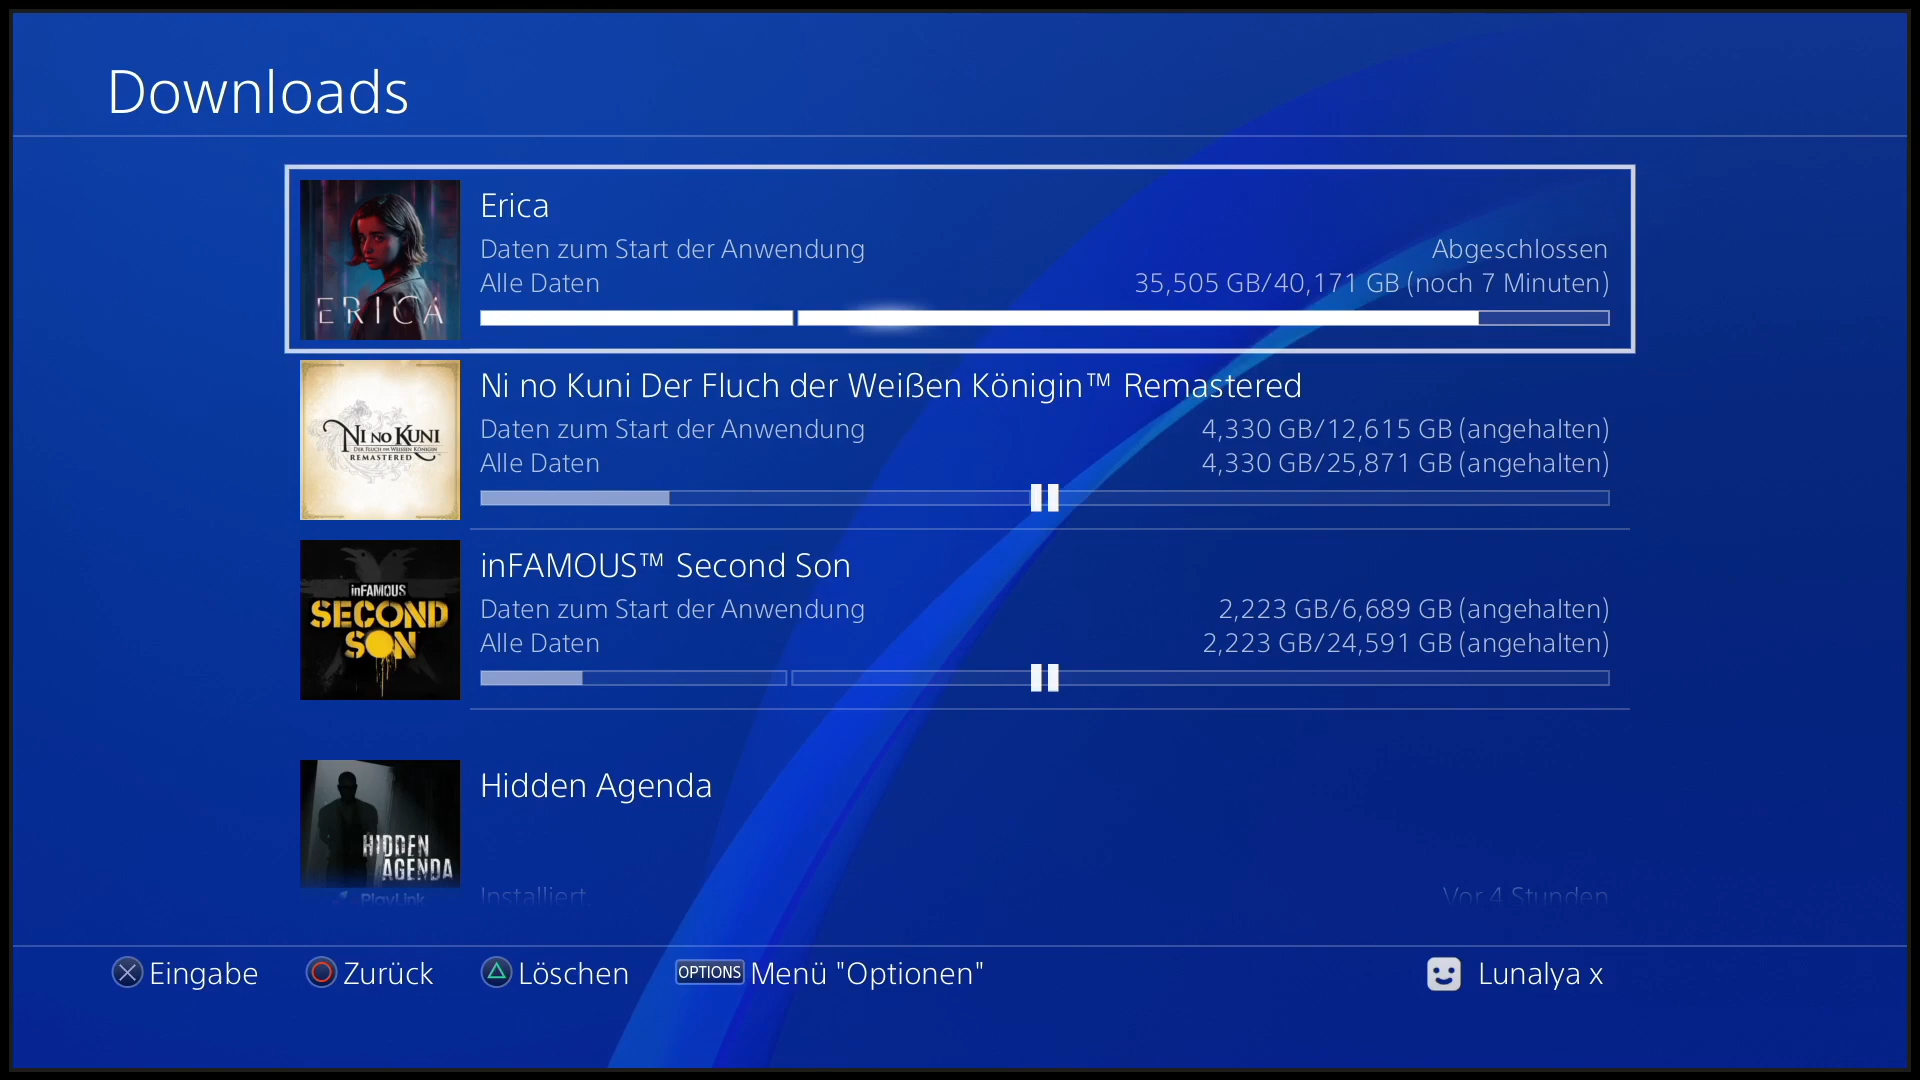 Downloads
ERICA
Erica
Daten zum Start der Anwendung Abgeschlossen
Alle Daten 35,505 GB/40,171 GB (noch 7 Minuten)
NI NO KUNI
DER FLUCH DER WEISSEN KÖNIGIN
REMASTERED
Ni no Kuni Der Fluch der Weißen Königin™ Remastered
Daten zum Start der Anwendung 4,330 GB/12,615 GB (angehalten)
Alle Daten 4,330 GB/25,871 GB (angehalten)
inFAMOUS
SECOND
SON
inFAMOUS™ Second Son
Daten zum Start der Anwendung 2,223 GB/6,689 GB (angehalten)
Alle Daten 2,223 GB/24,591 GB (angehalten)
HIDDEN
AGENDA
PlayLink
Hidden Agenda
Installiert Vor 4 Stunden
Eingabe Zurück Löschen OPTIONS Menü "Optionen" Lunalya x